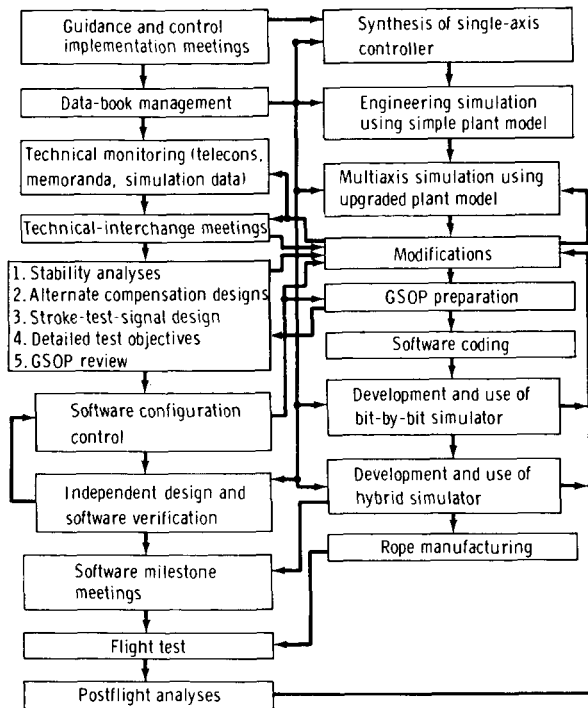 Guidance and control
implementation meetings
Data-book management
Technical monitoring (telecons,
memoranda, simulation data)
Technical-interchange meetings
1. Stability analyses
2. Alternate compensation designs
3. Stroke-test-signal design
4. Detailed test objectives
5. GSOP review
Software configuration
control
Independent design and
software verification
Software milestone
meetings
Flight test
Postflight analyses
Synthesis of single-axis
controller
Engineering simulation
using simple plant model
Multiaxis simulation using
upgraded plant model
Modifications
GSOP preparation
Software coding
Development and use of
bit-by-bit simulator
Development and use of
hybrid simulator
Rope manufacturing